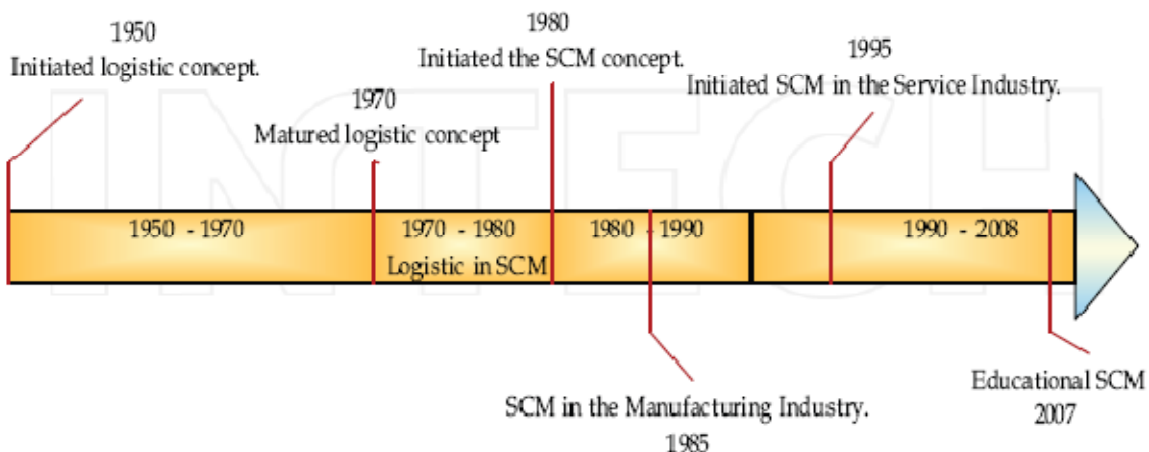 1950
Initiated logistic concept.
1970
Matured logistic concept
1980
Initiated the SCM concept.
1995
Initiated SCM in the Service Industry.
1950 - 1970
1970 - 1980
Logistic in SCM
1980 - 1990
1990 - 2008
SCM in the Manufacturing Industry.
1985
Educational SCM
2007
INTECH